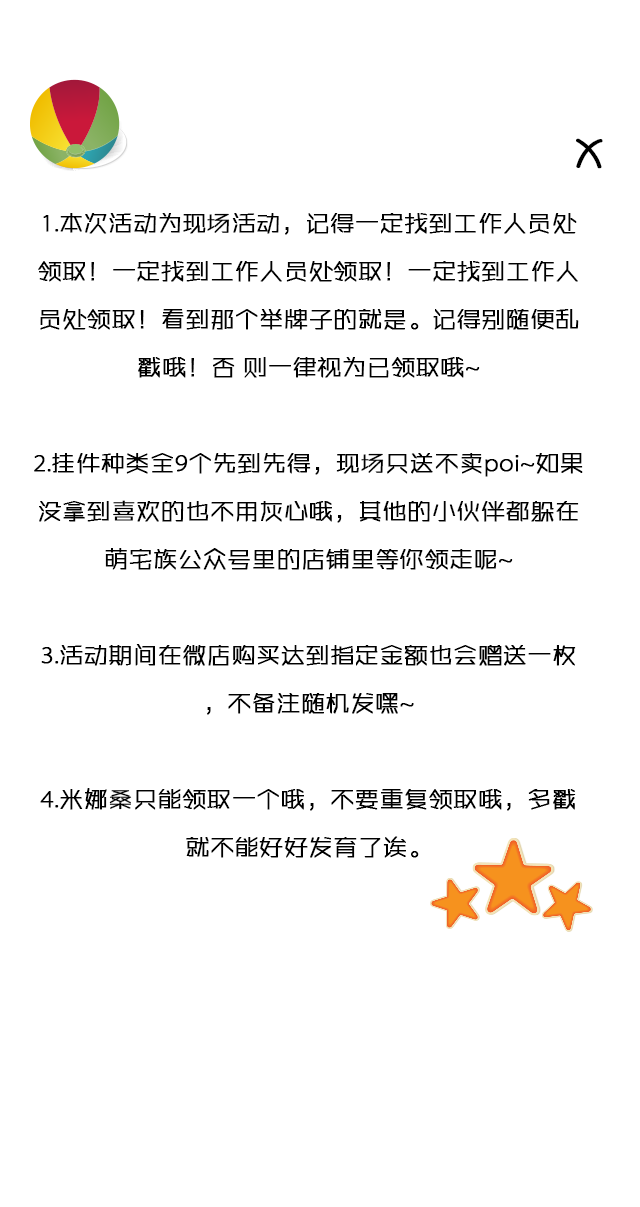 1.本次活动为现场活动，记得一定找到工作人员处
领取！一定找到工作人员处领取！一定找到工作人
员处领取！看到那个举牌子的就是。记得别随便乱
戳哦！否 则一律视为已领取哦~
2.挂件种类全9个先到先得，现场只送不卖poi~如果
没拿到喜欢的也不用灰心哦，其他的小伙伴都躲在
萌宅族公众号里的店铺里等你领走呢~
3.活动期间在微店购买达到指定金额也会赠送一枚
，不备注随机发嘿~
4.米娜桑只能领取一个哦，不要重复领取哦，多戳
就不能好好发育了诶。